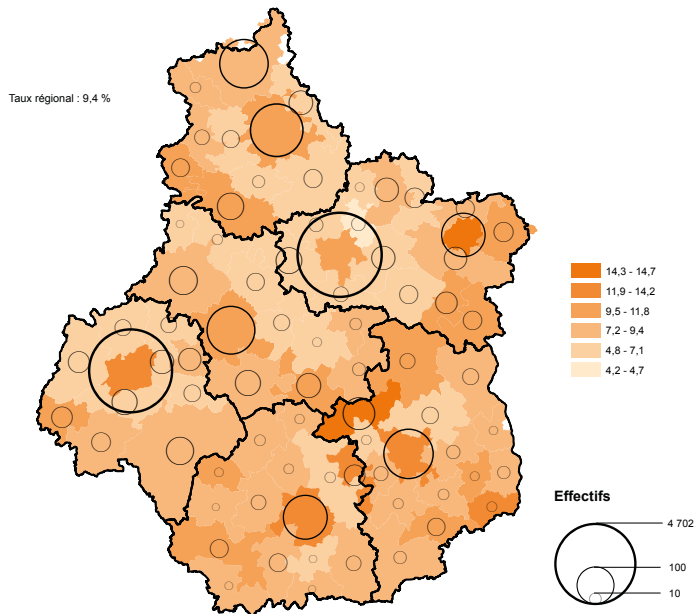 Taux régional : 9,4 %
14,3 - 14,7
11,9 - 14,2
9,5 - 11,8
7,2 - 9,4
4,8 - 7,1
4,2 - 4,7
Effectifs
4 702
100
10